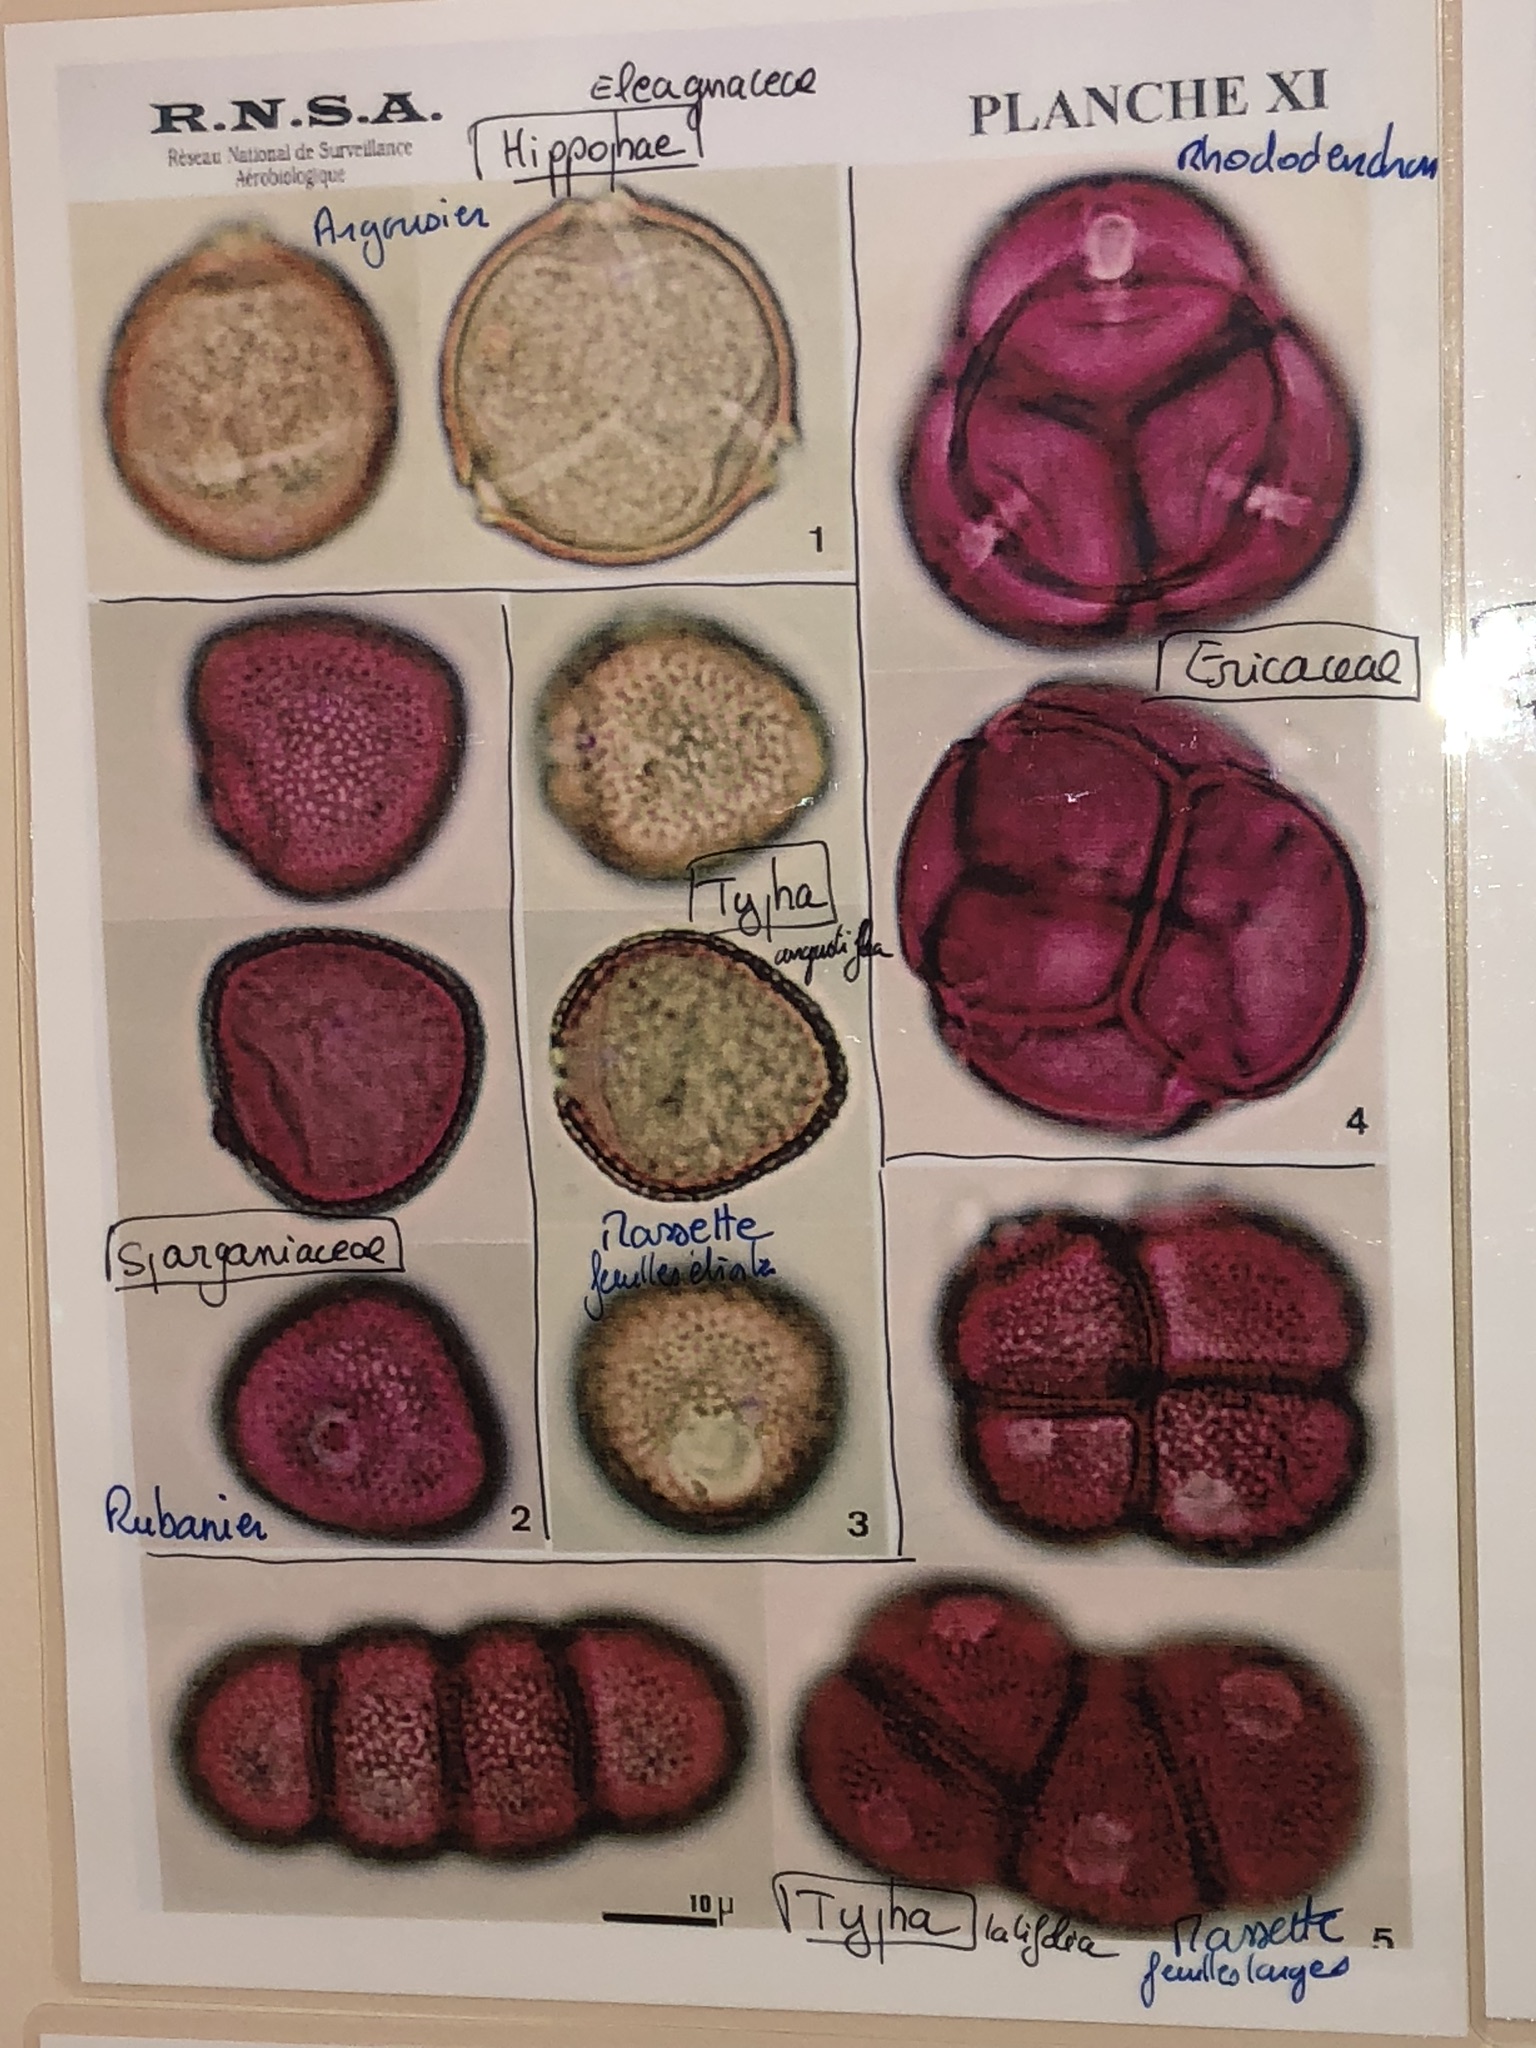 R.N.S.A.
Réseau National de Surveillance
Aérobiologique
Eleagnaceae
Hippophae
PLANCHE XI
Rhododendron
Argousier
1
Ericaceae
4
Typha
angustifolia
Massette
feuilles étroites
3
Sparganiaceae
Rubanier
2
10 µ
Typha latifolia
Massette
feuilles larges
5